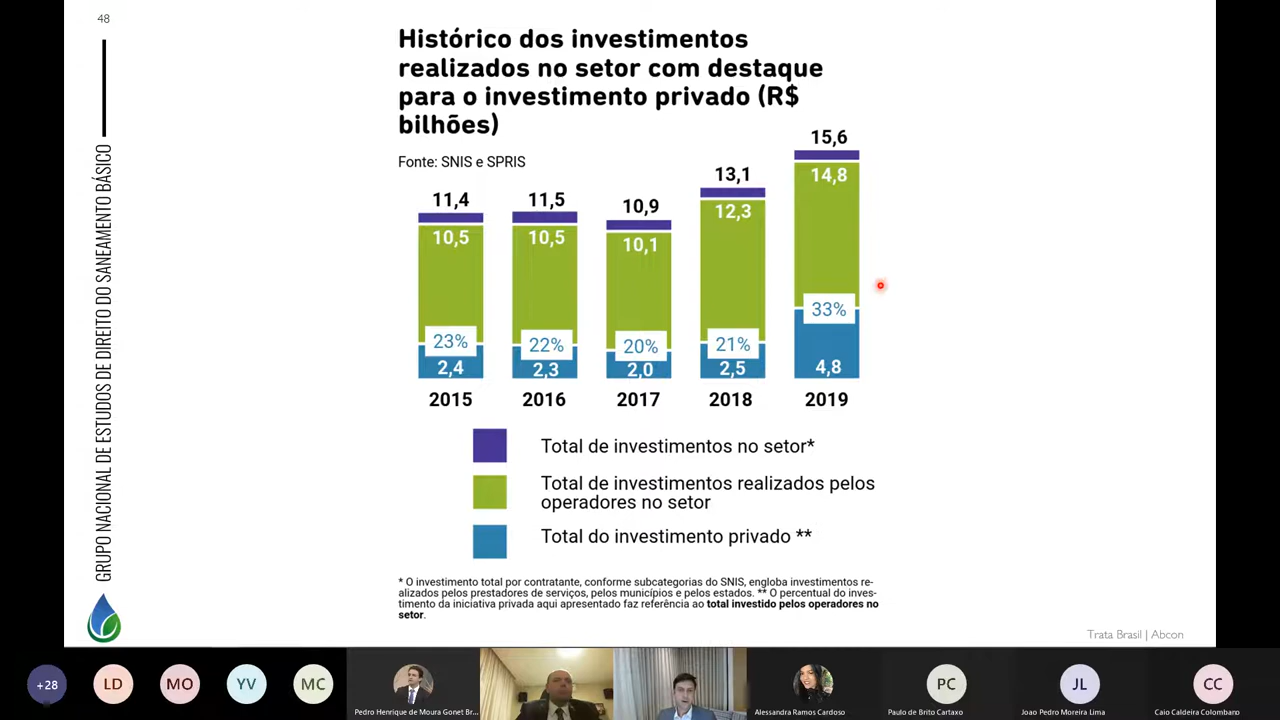 48
GRUPO NACIONAL DE ESTUDOS DE DIREITO DO SANEAMENTO BÁSICO
Histórico dos investimentos
realizados no setor com destaque
para o investimento privado (R$
bilhões)
Fonte: SNIS e SPRIS
11,4
11,5
10,9
13,1
15,6
10,5
10,5
10,1
12,3
14,8
23%
22%
20%
21%
33%
2,4
2,3
2,0
2,5
4,8
2015
2016
2017
2018
2019
Total de investimentos no setor*
Total de investimentos realizados pelos
operadores no setor
Total do investimento privado **
* O investimento total por contratante, conforme subcategorias do SNIS, engloba investimentos re-
alizados pelos prestadores de serviços, pelos municípios e pelos estados. ** O percentual do inves-
timento da iniciativa privada aqui apresentado faz referência ao total investido pelos operadores no
setor.
Trata Brasil | Abcon
+28
LD
MO
YV
MC
PC
JL
CC
Pedro Henrique de Moura Gonet Br...
Alessandra Ramos Cardoso
Paulo de Brito Cartaxo
Joao Pedro Moreira Lima
Caio Caldeira Colombano